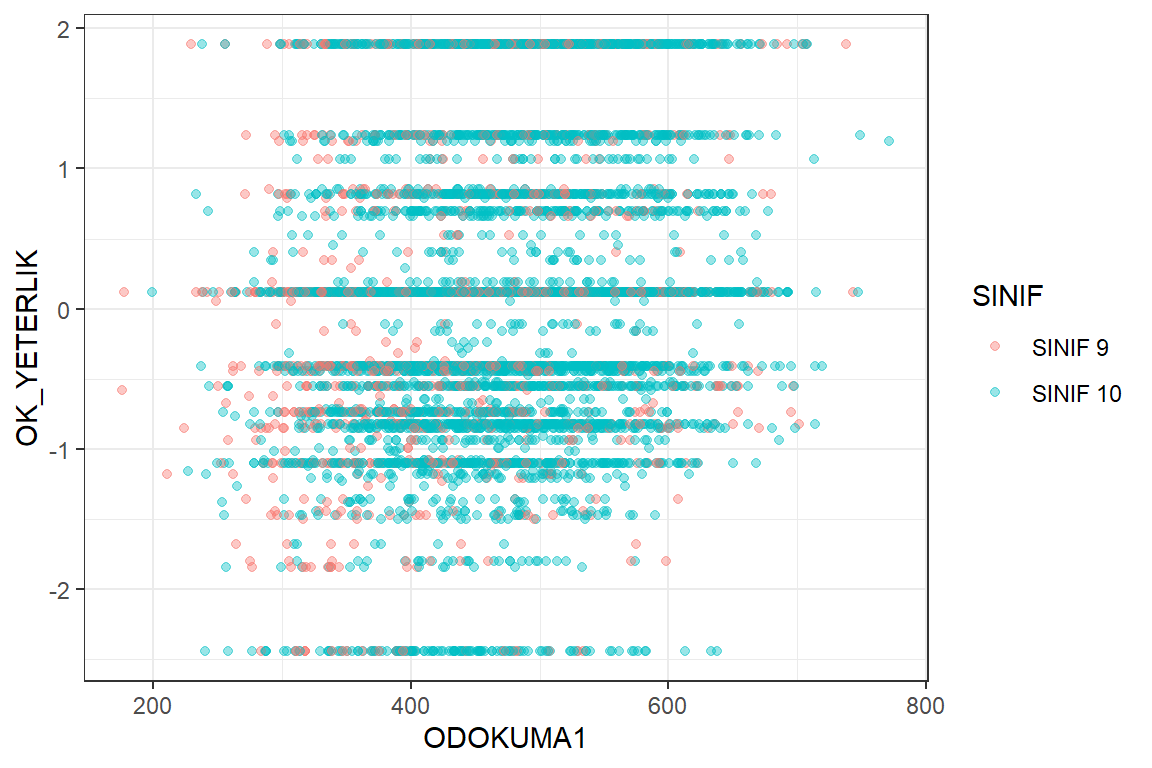 2
1
0
-1
-2
OK_YETERLIK
200
400
600
800
ODOKUMA1
SINIF
SINIF 9
SINIF 10